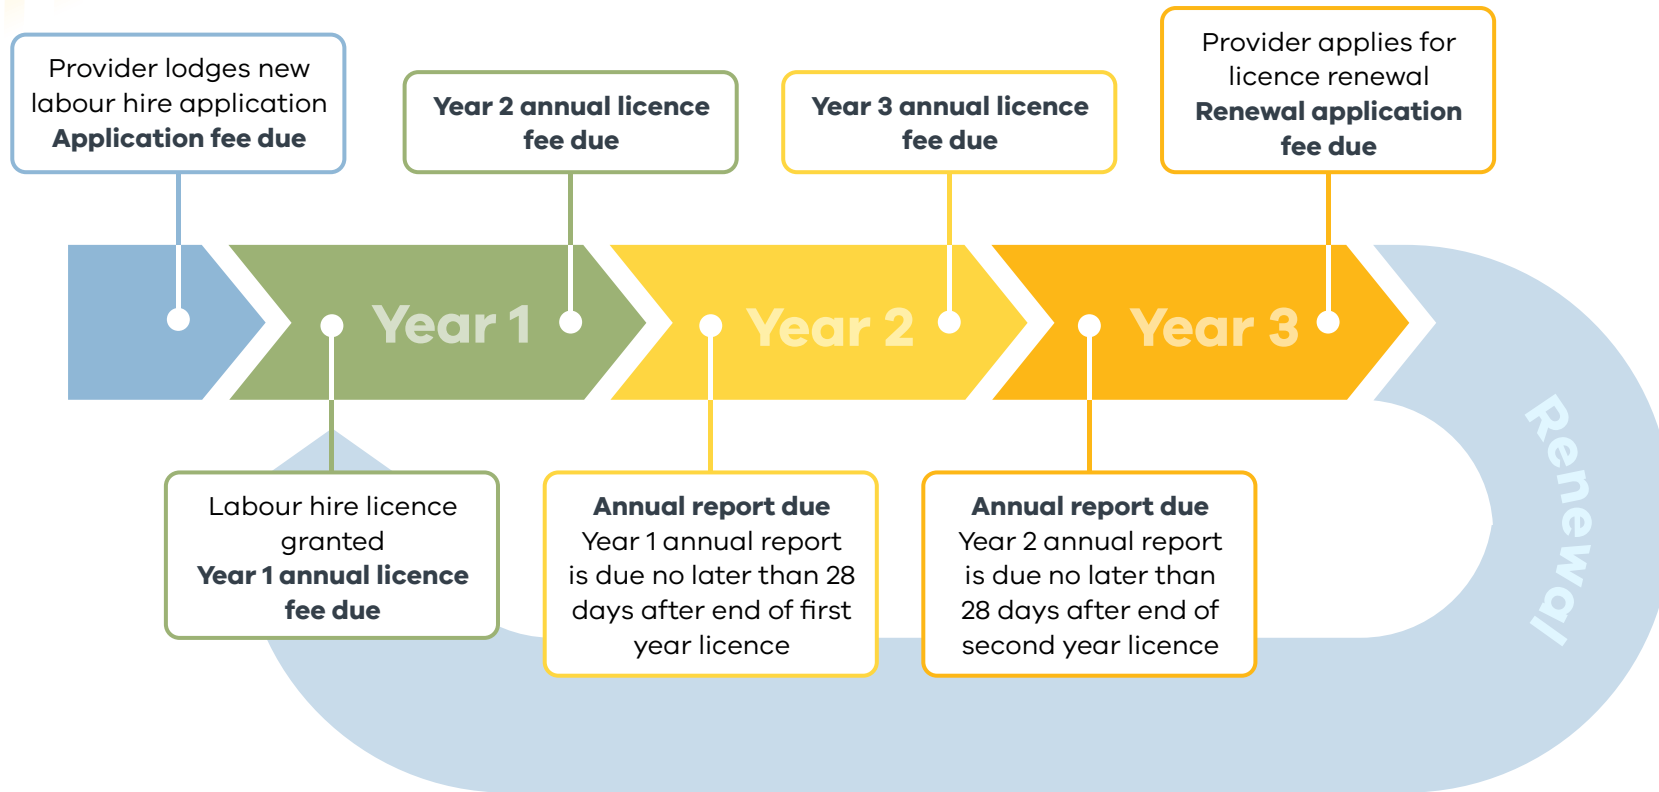 Provider lodges new
labour hire application
Application fee due
Year 2 annual licence
fee due
Year 3 annual licence
fee due
Provider applies for
licence renewal
Renewal application
fee due
Year 1
Year 2
Year 3
Renewal
Labour hire licence
granted
Year 1 annual licence
fee due
Annual report due
Year 1 annual report
is due no later than 28
days after end of first
year licence
Annual report due
Year 2 annual report
is due no later than
28 days after end of
second year licence